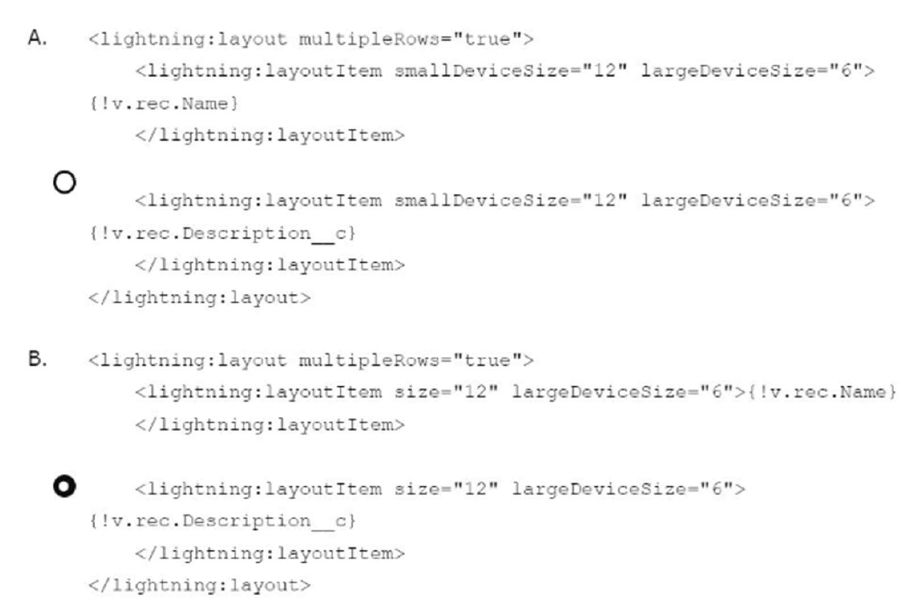 A. <lightning:layout multipleRows="true">
<lightning:layoutItem smallDeviceSize="12" largeDeviceSize="6">
{!v.rec.Name}
</lightning:layoutItem>
<lightning:layoutItem smallDeviceSize="12" largeDeviceSize="6">
{!v.rec.Description__c}
</lightning:layoutItem>
</lightning:layout>
B. <lightning:layout multipleRows="true">
<lightning:layoutItem size="12" largeDeviceSize="6">{!v.rec.Name}
</lightning:layoutItem>
<lightning:layoutItem size="12" largeDeviceSize="6">
{!v.rec.Description__c}
</lightning:layoutItem>
</lightning:layout>